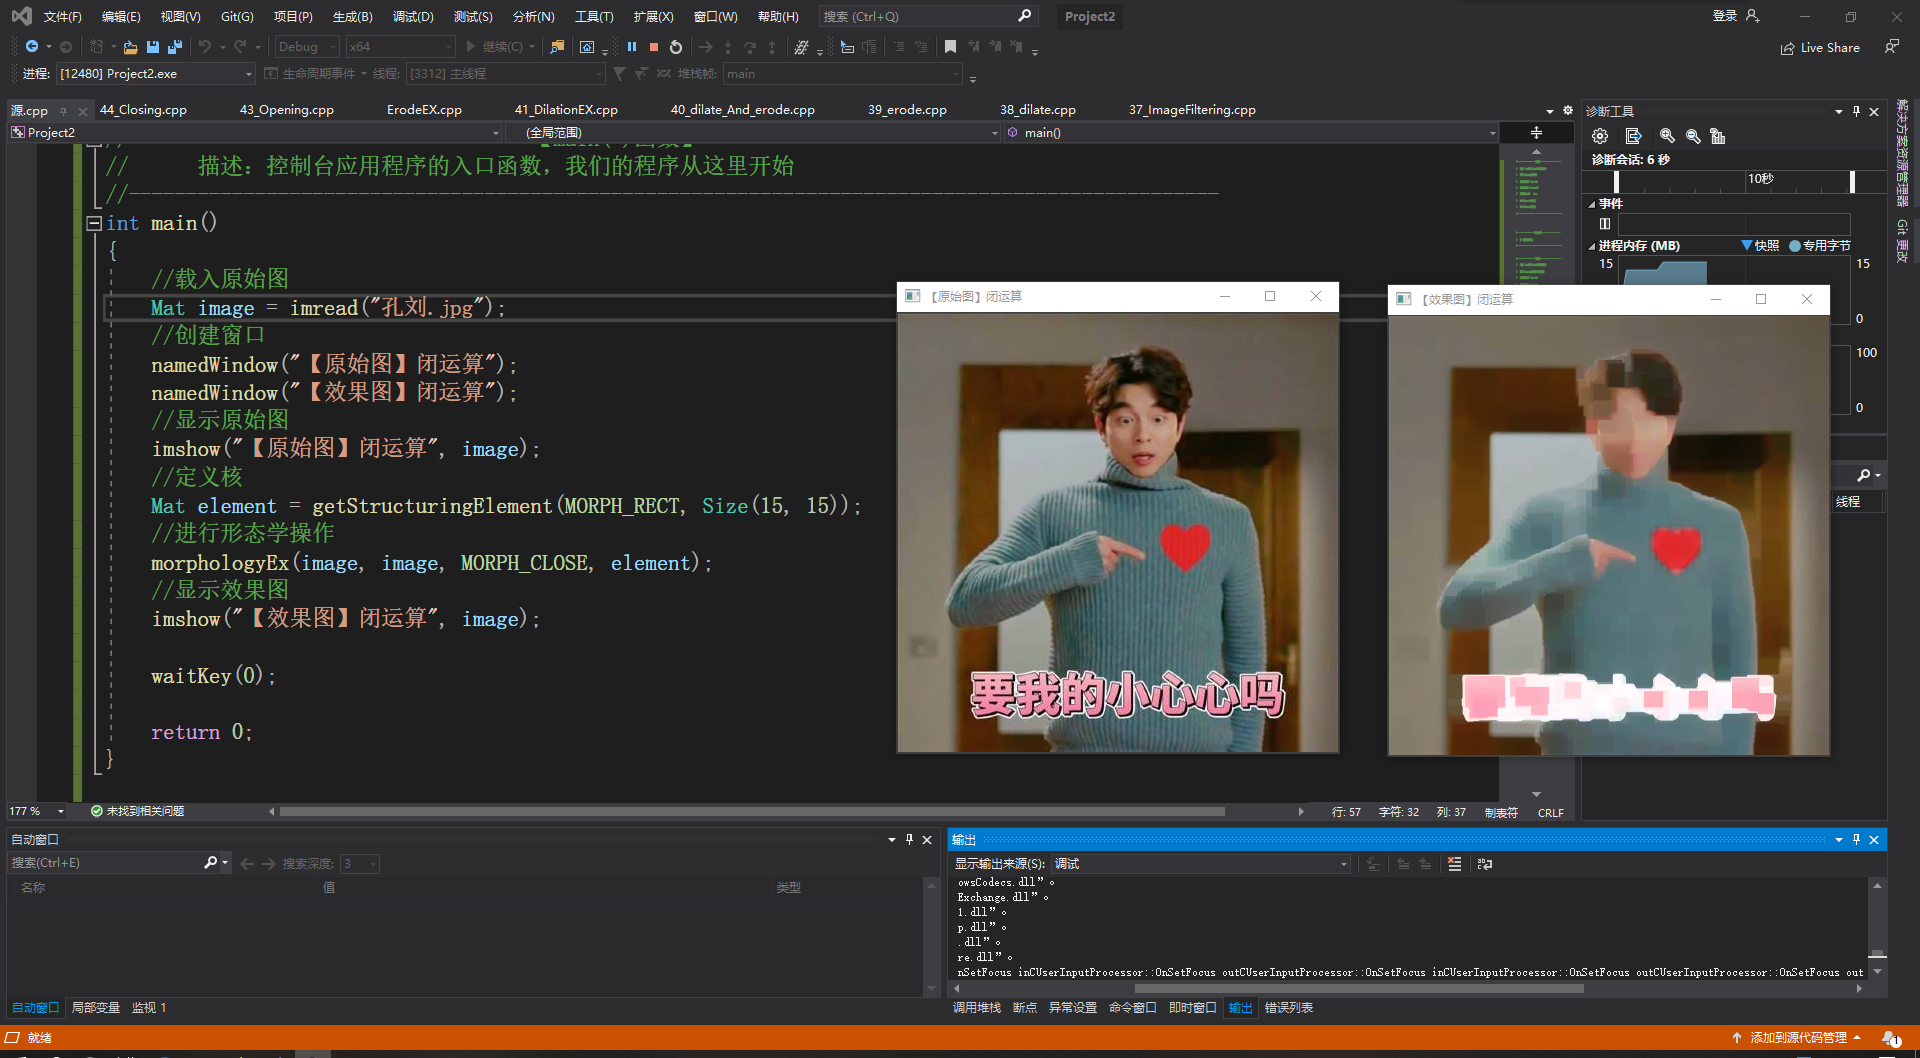 文件(F) 编辑(E) 视图(V) Git(G) 项目(P) 生成(B) 调试(D) 测试(S) 分析(N) 工具(T) 扩展(X) 窗口(W) 帮助(H) 搜索 (Ctrl+Q) Project2 登录
Debug x64 继续(C) Live Share
进程: [12480] Project2.exe 生命周期事件 线程: [3312] 主线程 堆栈帧: main
源.cpp 44_Closing.cpp 43_Opening.cpp ErodeEX.cpp 41_DilationEX.cpp 40_dilate_And_erode.cpp 39_erode.cpp 38_dilate.cpp 37_ImageFiltering.cpp
Project2 (全局范围) main()
// 描述：控制台应用程序的入口函数，我们的程序从这里开始
//-----------------------------------------------------------------------------------------------
int main()
{
//载入原始图
Mat image = imread("孔刘.jpg");
//创建窗口
namedWindow("【原始图】闭运算");
namedWindow("【效果图】闭运算");
//显示原始图
imshow("【原始图】闭运算", image);
//定义核
Mat element = getStructuringElement(MORPH_RECT, Size(15, 15));
//进行形态学操作
morphologyEx(image, image, MORPH_CLOSE, element);
//显示效果图
imshow("【效果图】闭运算", image);
waitKey(0);
return 0;
}
【原始图】闭运算
要我的小心心吗
【效果图】闭运算
诊断工具
诊断会话: 6 秒
10秒
事件
进程内存 (MB) 快照 专用字节
15 15
0
100
0
线程
解决方案资源管理器
Git 更改
177 % 未找到相关问题 行: 57 字符: 32 列: 37 制表符 CRLF
自动窗口
搜索(Ctrl+E) 搜索深度: 3
名称 值 类型
自动窗口 局部变量 监视 1
输出
显示输出来源(S): 调试
owsCodecs.dll”。
Exchange.dll”。
1.dll”。
p.dll”。
.dll”。
re.dll”。
nSetFocus inCUserInputProcessor::OnSetFocus outCUserInputProcessor::OnSetFocus inCUserInputProcessor::OnSetFocus outCUserInputProcessor::OnSetFocus out
调用堆栈 断点 异常设置 命令窗口 即时窗口 输出 错误列表
就绪 添加到源代码管理 1